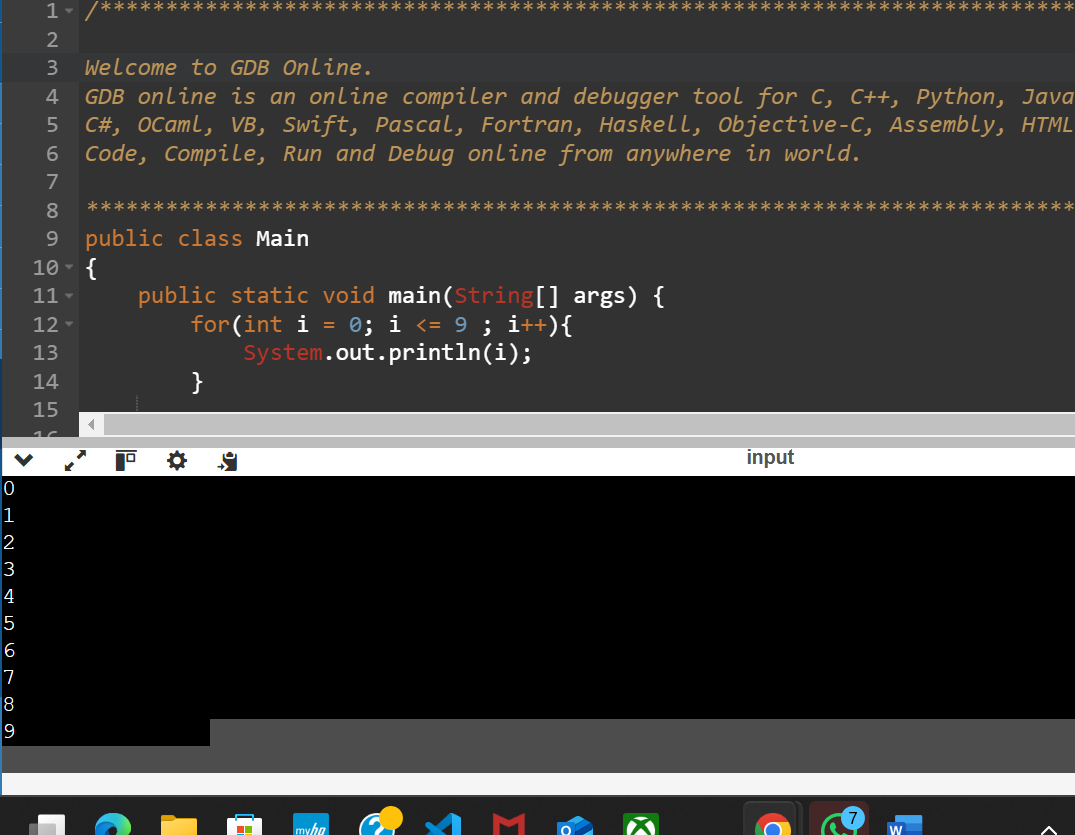 1 /**************************************************************************
2
3 Welcome to GDB Online.
4 GDB online is an online compiler and debugger tool for C, C++, Python, Java
5 C#, OCaml, VB, Swift, Pascal, Fortran, Haskell, Objective-C, Assembly, HTML
6 Code, Compile, Run and Debug online from anywhere in world.
7
8 ***************************************************************************
9 public class Main
10 {
11     public static void main(String[] args) {
12         for(int i = 0; i <= 9 ; i++){
13             System.out.println(i);
14         }
15
16
input
0
1
2
3
4
5
6
7
8
9
myhp ? O 7 W